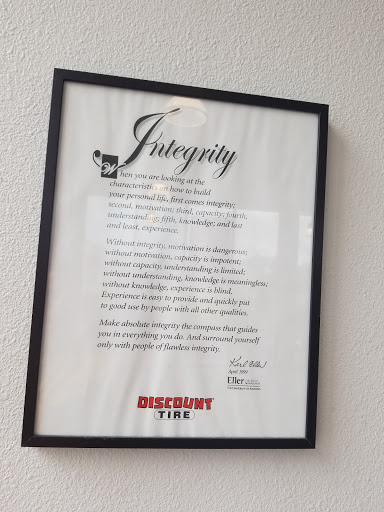 Integrity
When you are looking at the
characteristics on how to build
your personal life, first comes integrity;
second, motivation; third, capacity; fourth,
understanding; fifth, knowledge; and last
and least, experience.
Without integrity, motivation is dangerous;
without motivation, capacity is impotent;
without capacity, understanding is limited;
without understanding, knowledge is meaningless;
without knowledge, experience is blind.
Experience is easy to provide and quickly put
to good use by people with all other qualities.
Make absolute integrity the compass that guides
you in everything you do. And surround yourself
only with people of flawless integrity.
Karl Eller
April 1999
Eller
DISCOUNT
TIRE